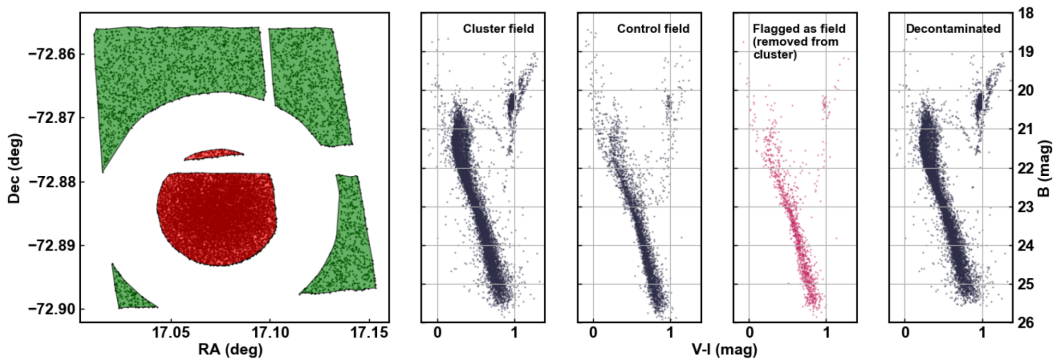 Cluster field
Control field
Flagged as field
(removed from
cluster)
Decontaminated
−72.86
−72.87
−72.88
−72.89
−72.90
Dec (deg)
17.05
17.10
17.15
RA (deg)
0
1
0
1
0
1
0
1
V-I (mag)
18
19
20
21
22
23
24
25
26
B (mag)